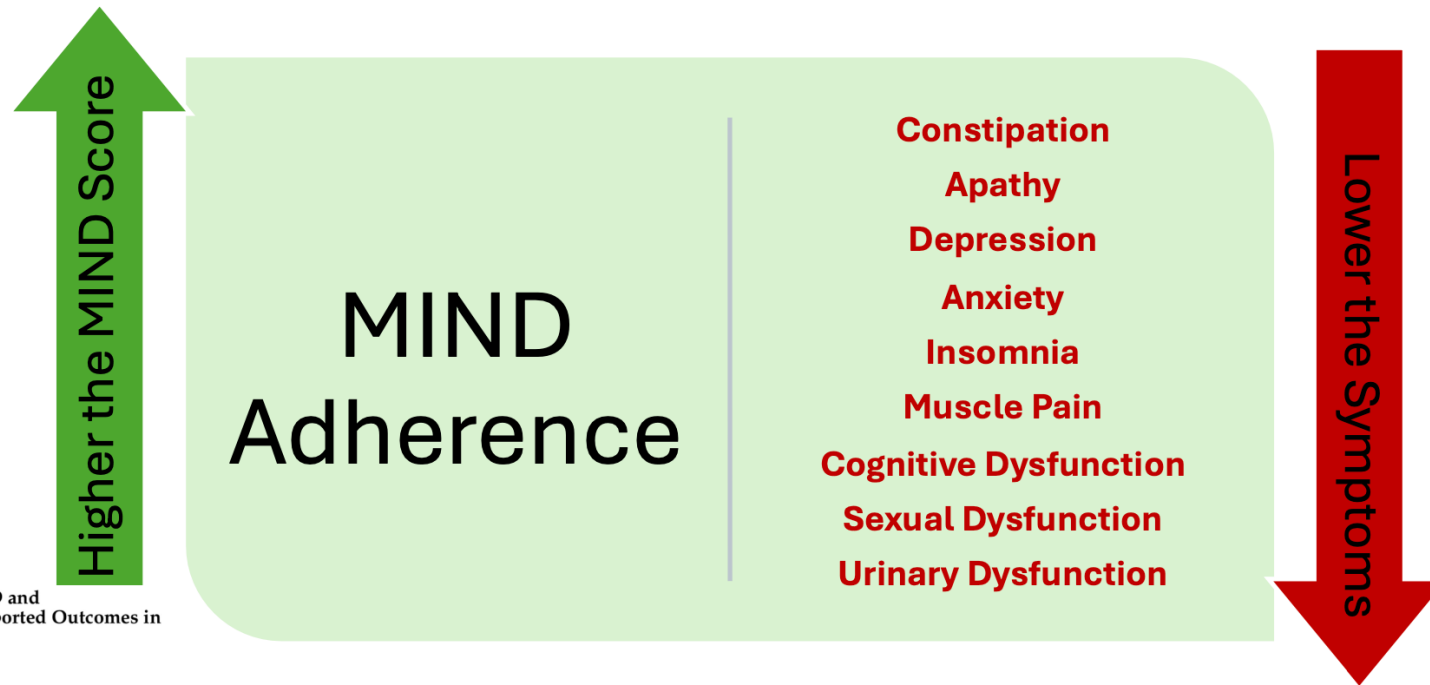 Higher the MIND Score
MIND
Adherence
Constipation
Apathy
Depression
Anxiety
Insomnia
Muscle Pain
Cognitive Dysfunction
Sexual Dysfunction
Urinary Dysfunction
Lower the Symptoms
and
Outcomes in